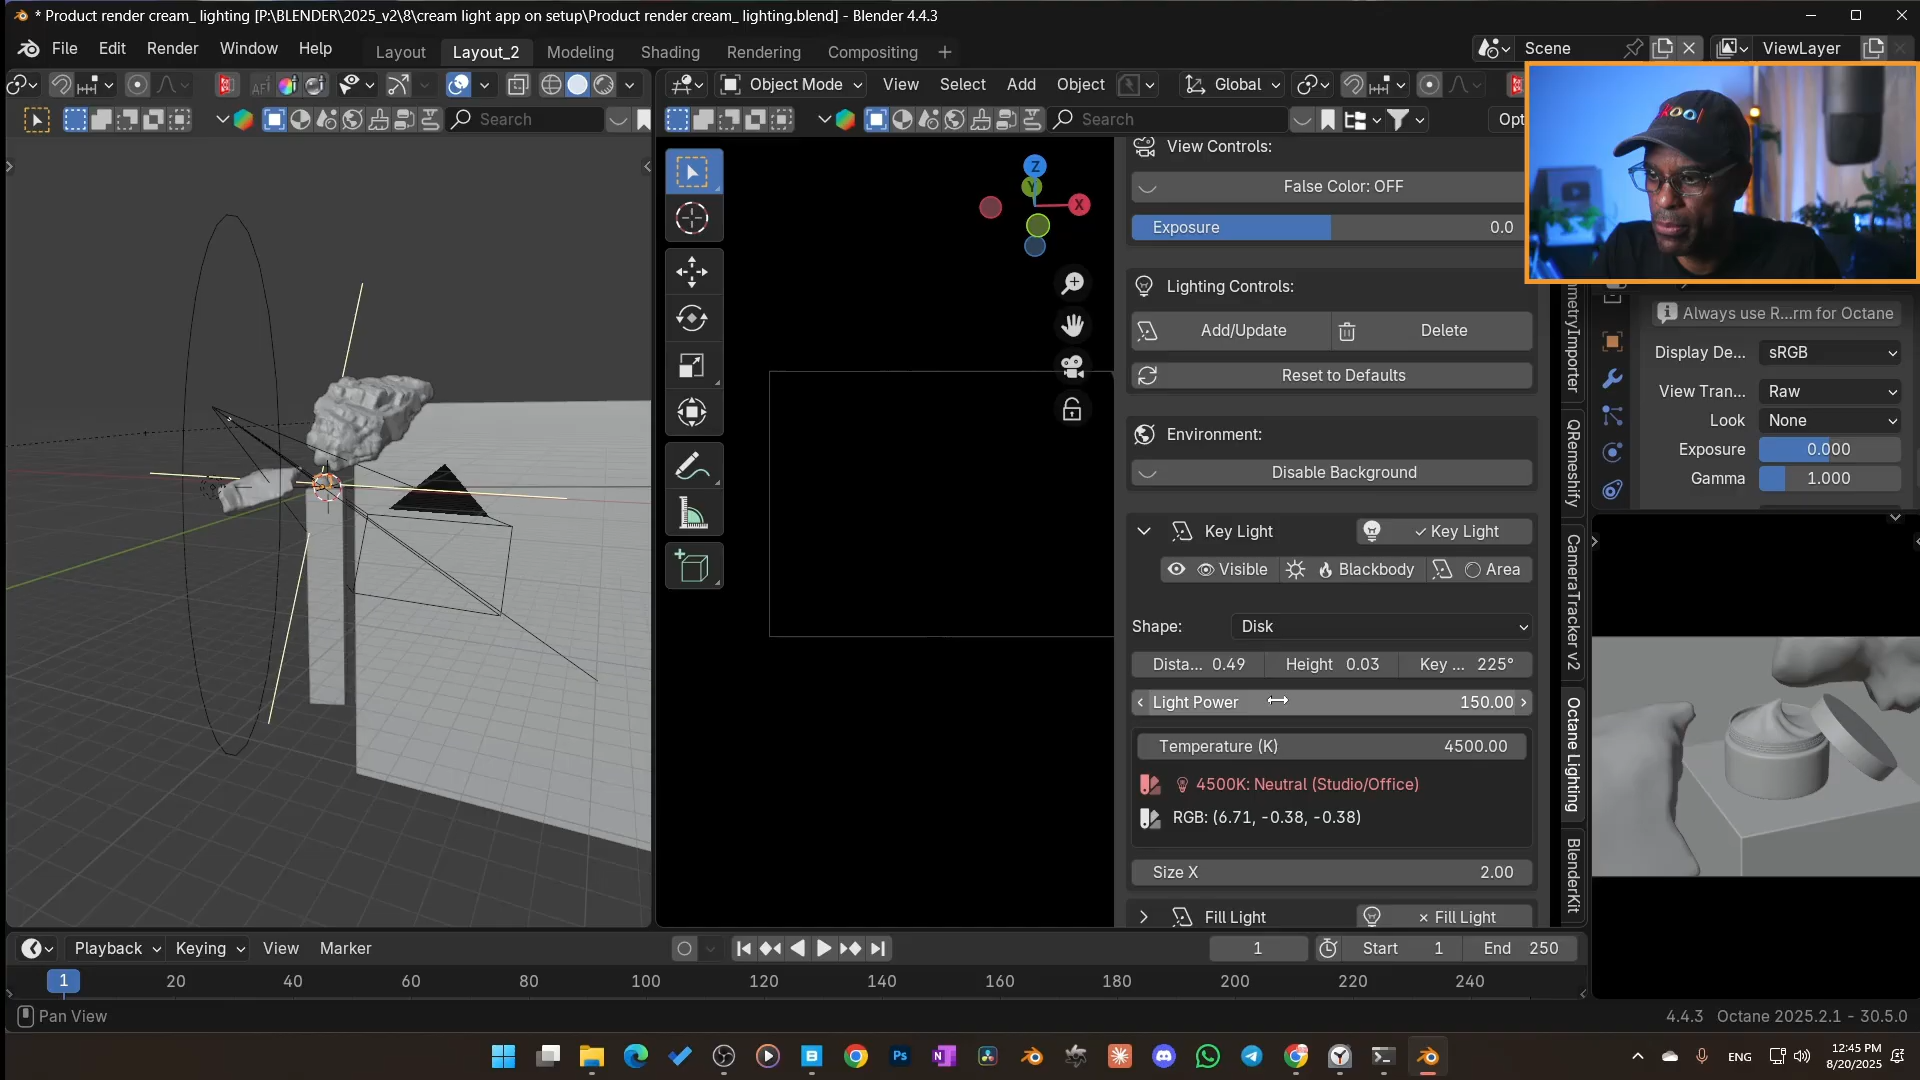 * Product render cream_ lighting [P:\BLENDER\2025_v2\8\cream light app on setup\Product render cream_ lighting.blend] - Blender 4.4.3
File Edit Render Window Help
Layout Layout_2 Modeling Shading Rendering Compositing +
Scene ViewLayer
Object Mode View Select Add Object Global
Search Search Opt
kool
View Controls:
False Color: OFF
Exposure 0.0
Lighting Controls:
Add/Update Delete
Reset to Defaults
Environment:
Disable Background
Key Light Key Light
Visible Blackbody Area
Shape: Disk
Dista... 0.49 Height 0.03 Key ... 225°
Light Power 150.00
Temperature (K) 4500.00
4500K: Neutral (Studio/Office)
RGB: (6.71, -0.38, -0.38)
Size X 2.00
Fill Light Fill Light
Z
Y
X
QRemeshify
CameraTracker v2
Octane Lighting
BlenderKit
Always use R...rm for Octane
Display De... sRGB
View Tran... Raw
Look None
Exposure 0.000
Gamma 1.000
Playback Keying View Marker
1 Start 1 End 250
1 20 40 60 80 100 120 140 160 180 200 220 240
Pan View
4.4.3 Octane 2025.2.1 - 30.5.0
Ps
N
ENG
12:45 PM
8/20/2025